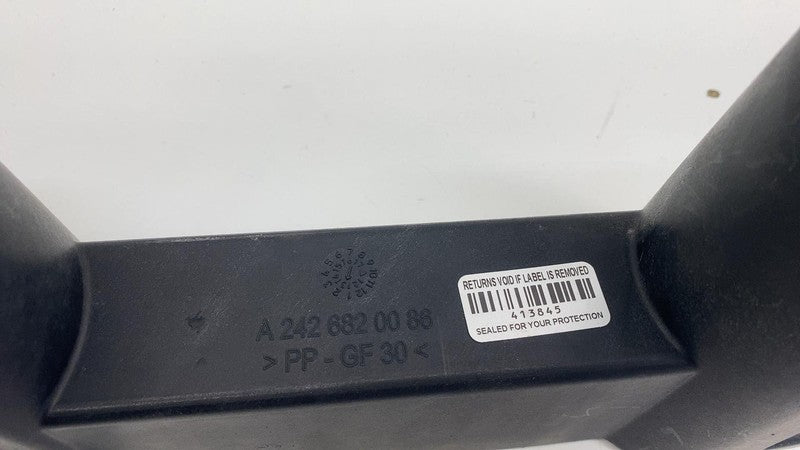 A 242 682 00 86
> PP - GF 30 <
RETURNS VOID IF LABEL IS REMOVED
413845
SEALED FOR YOUR PROTECTION